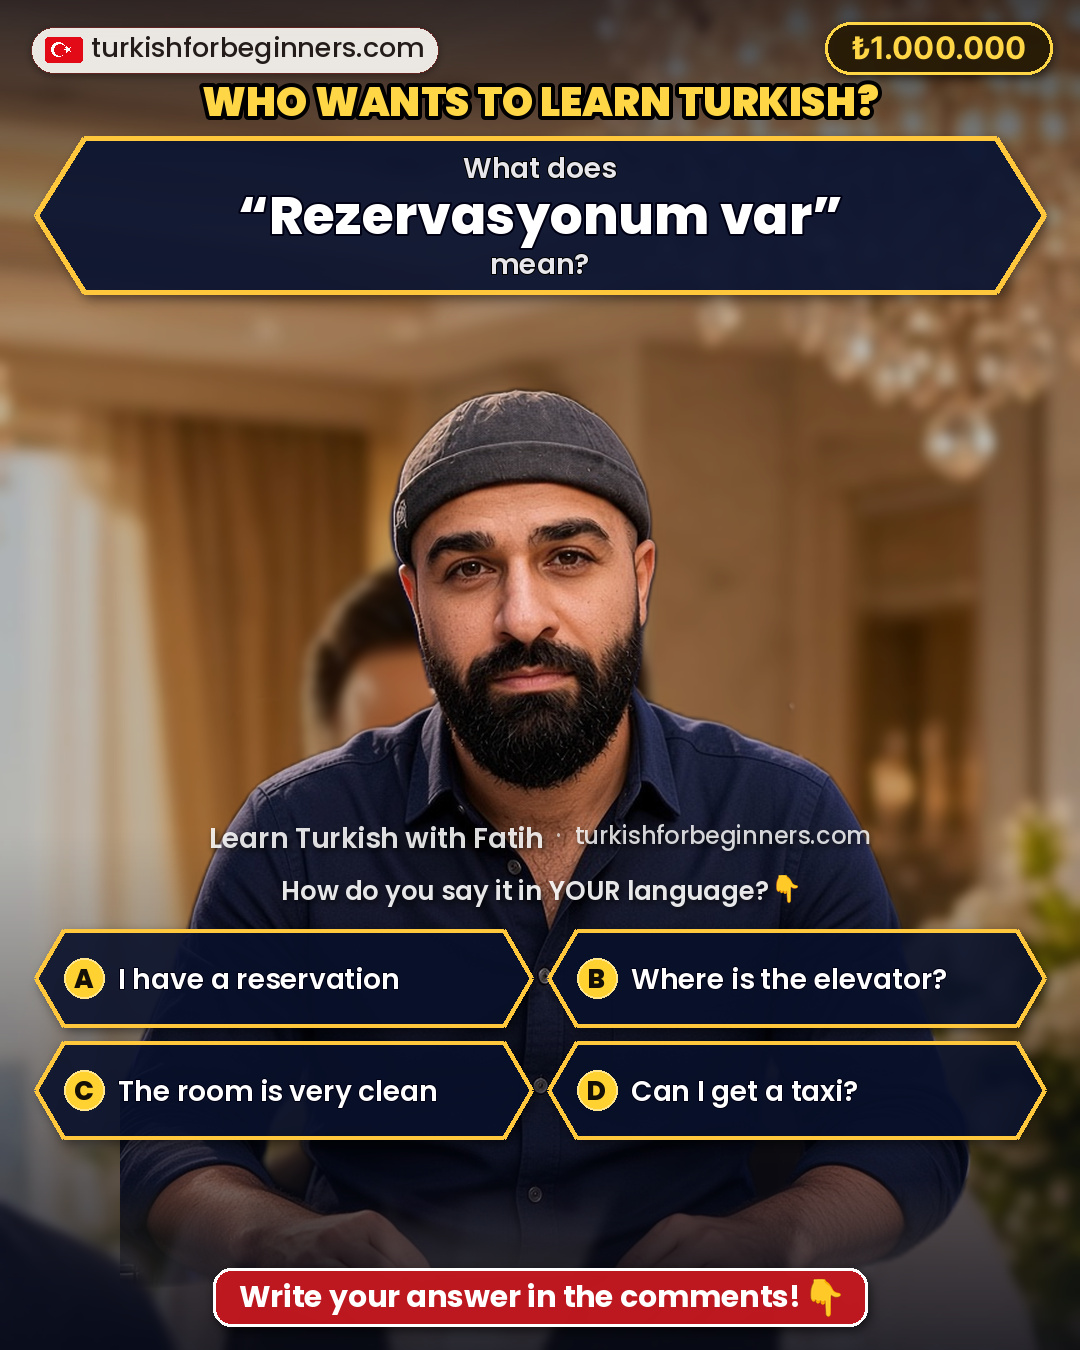 turkishforbeginners.com
₺1.000.000
WHO WANTS TO LEARN TURKISH?
What does
“Rezervasyonum var”
mean?
Learn Turkish with Fatih · turkishforbeginners.com
How do you say it in YOUR language?👇
A I have a reservation
B Where is the elevator?
C The room is very clean
D Can I get a taxi?
Write your answer in the comments! 👇